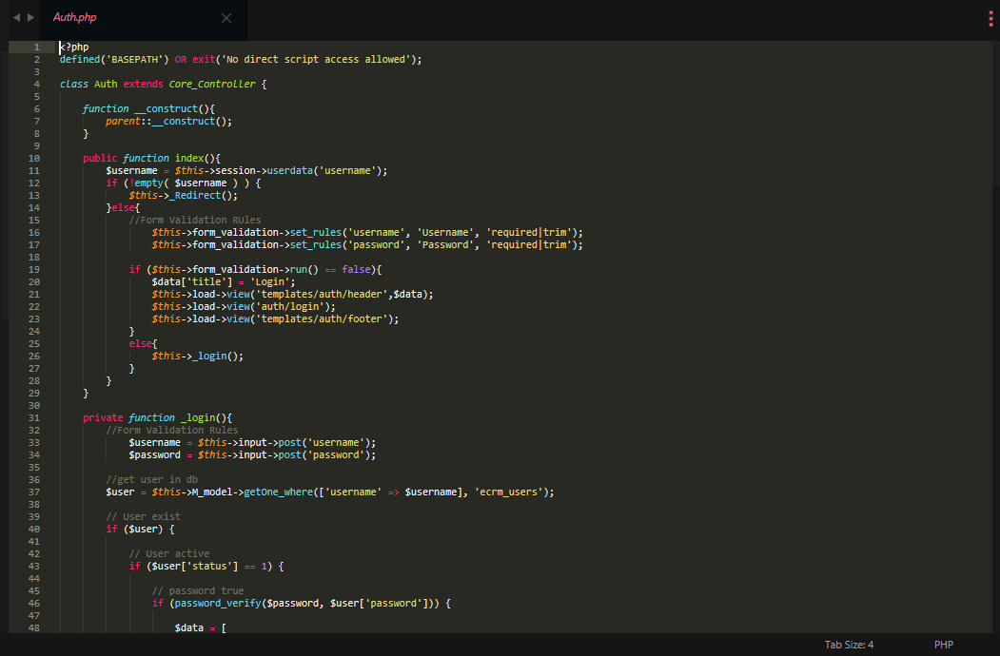 Auth.php
1 <?php
2 defined('BASEPATH') OR exit('No direct script access allowed');
3
4 class Auth extends Core_Controller {
5
6 function __construct(){
7 parent::__construct();
8 }
9
10 public function index(){
11 $username = $this->session->userdata('username');
12 if (!empty( $username ) ) {
13 $this->_Redirect();
14 }else{
15 //Form Validation RUles
16 $this->form_validation->set_rules('username', 'Username', 'required|trim');
17 $this->form_validation->set_rules('password', 'Password', 'required|trim');
18
19 if ($this->form_validation->run() == false){
20 $data['title'] = 'Login';
21 $this->load->view('templates/auth/header',$data);
22 $this->load->view('auth/login');
23 $this->load->view('templates/auth/footer');
24 }
25 else{
26 $this->_login();
27 }
28 }
29 }
30
31 private function _login(){
32 //Form Validation Rules
33 $username = $this->input->post('username');
34 $password = $this->input->post('password');
35
36 //get user in db
37 $user = $this->M_model->getOne_where(['username' => $username], 'ecrm_users');
38
39 // User exist
40 if ($user) {
41
42 // User active
43 if ($user['status'] == 1) {
44
45 // password true
46 if (password_verify($password, $user['password'])) {
47
48 $data = [
Tab Size: 4 PHP